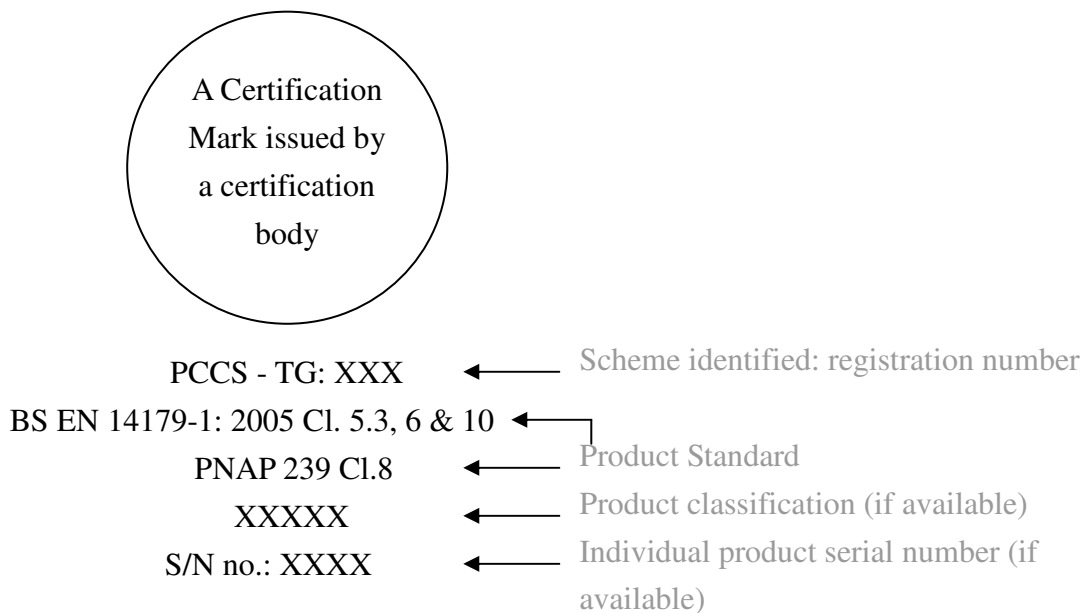 A Certification
Mark issued by
a certification
body
PCCS - TG: XXX
Scheme identified: registration number
BS EN 14179-1: 2005 Cl. 5.3, 6 & 10
PNAP 239 Cl.8
Product Standard
XXXXX
Product classification (if available)
S/N no.: XXXX
Individual product serial number (if
available)